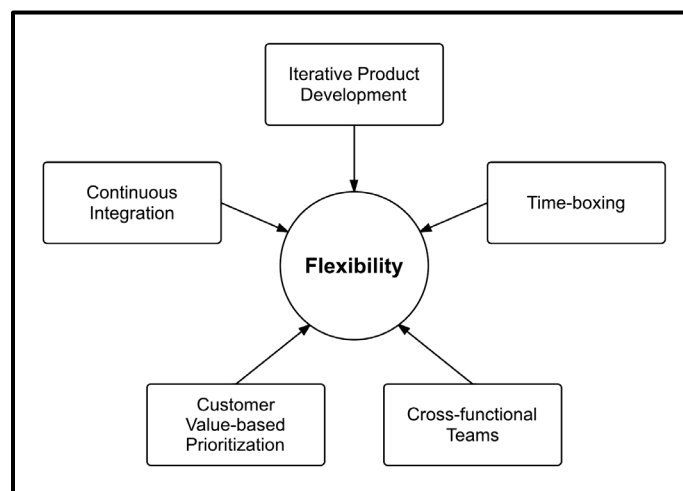 Iterative Product
Development
Continuous
Integration
Time-boxing
Flexibility
Customer
Value-based
Prioritization
Cross-functional
Teams